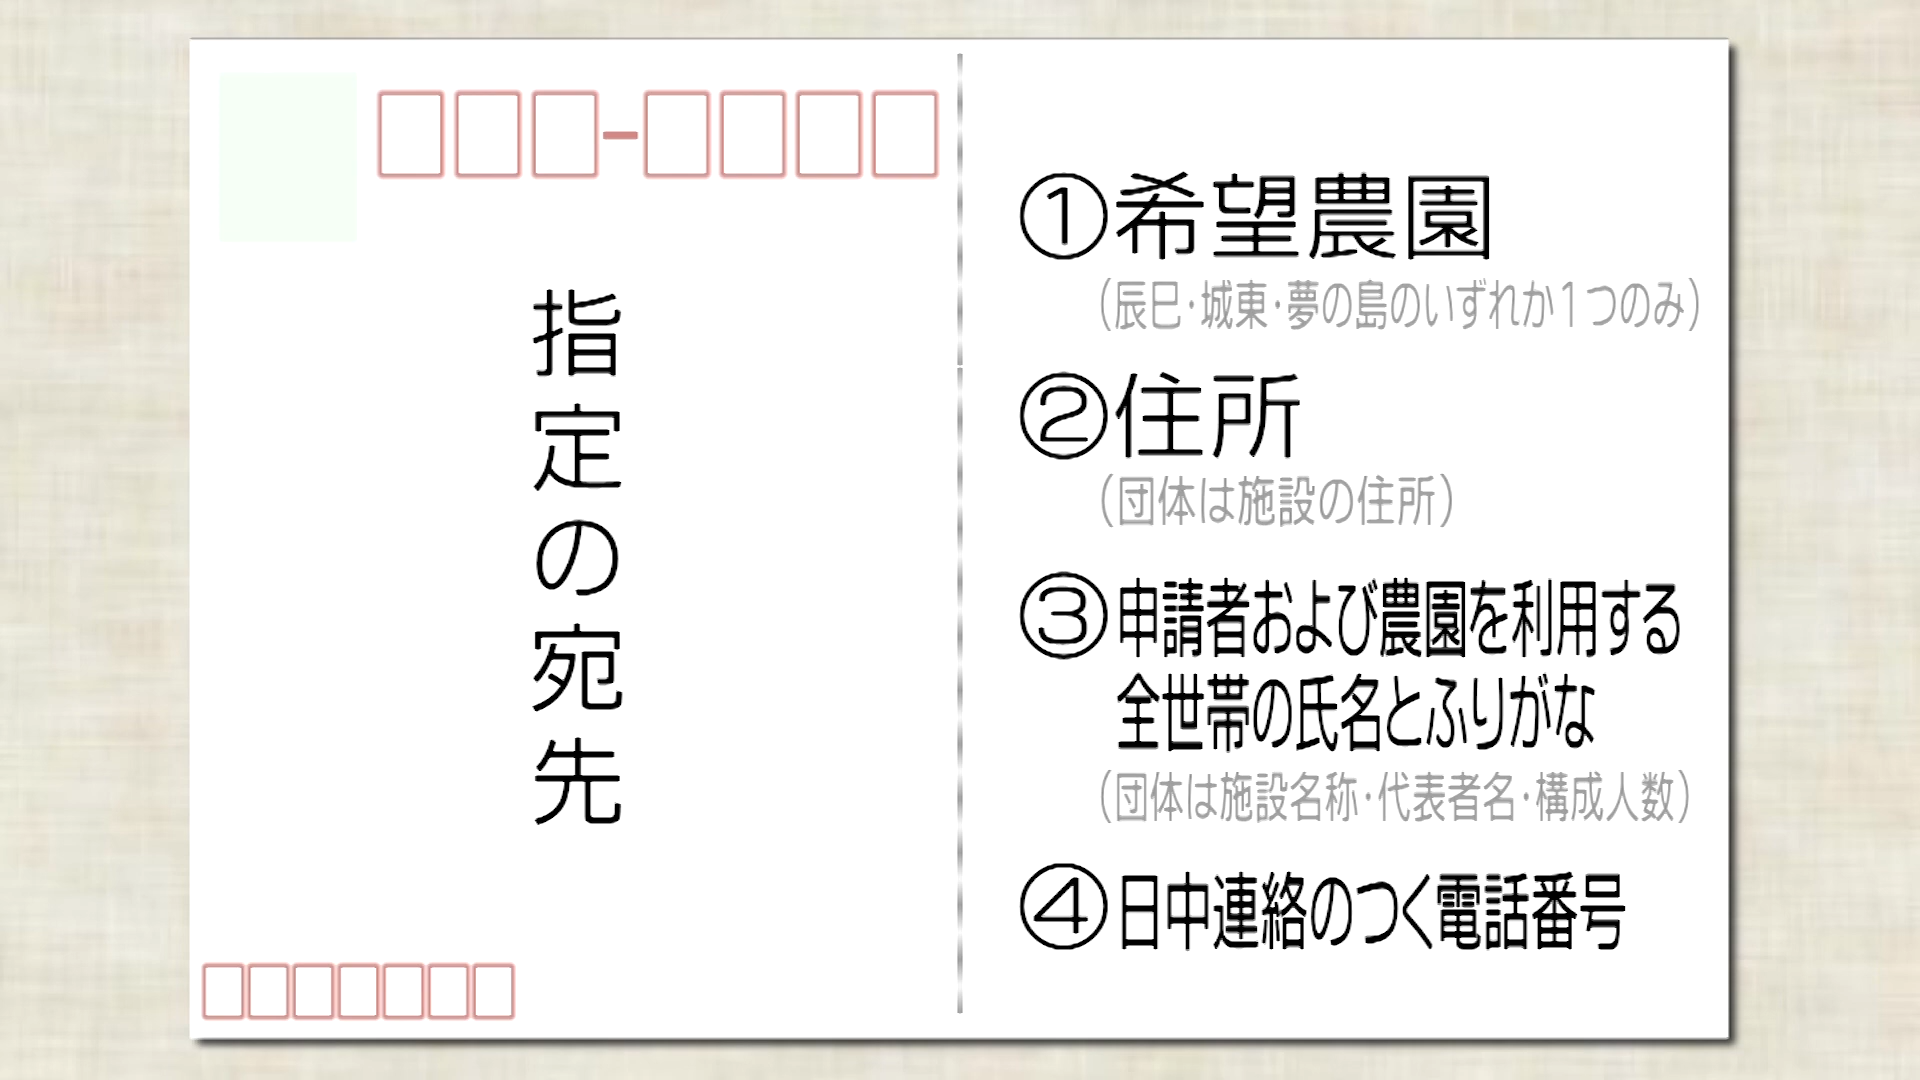 指定の宛先
①希望農園
（辰巳・城東・夢の島のいずれか１つのみ）
②住所
（団体は施設の住所）
③申請者および農園を利用する
全世帯の氏名とふりがな
（団体は施設名称・代表者名・構成人数）
④日中連絡のつく電話番号